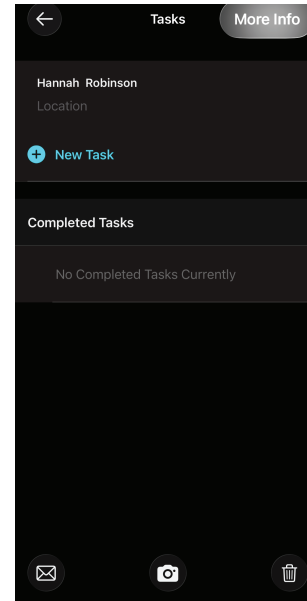 Tasks
More Info
Hannah Robinson
Location
New Task
Completed Tasks
No Completed Tasks Currently